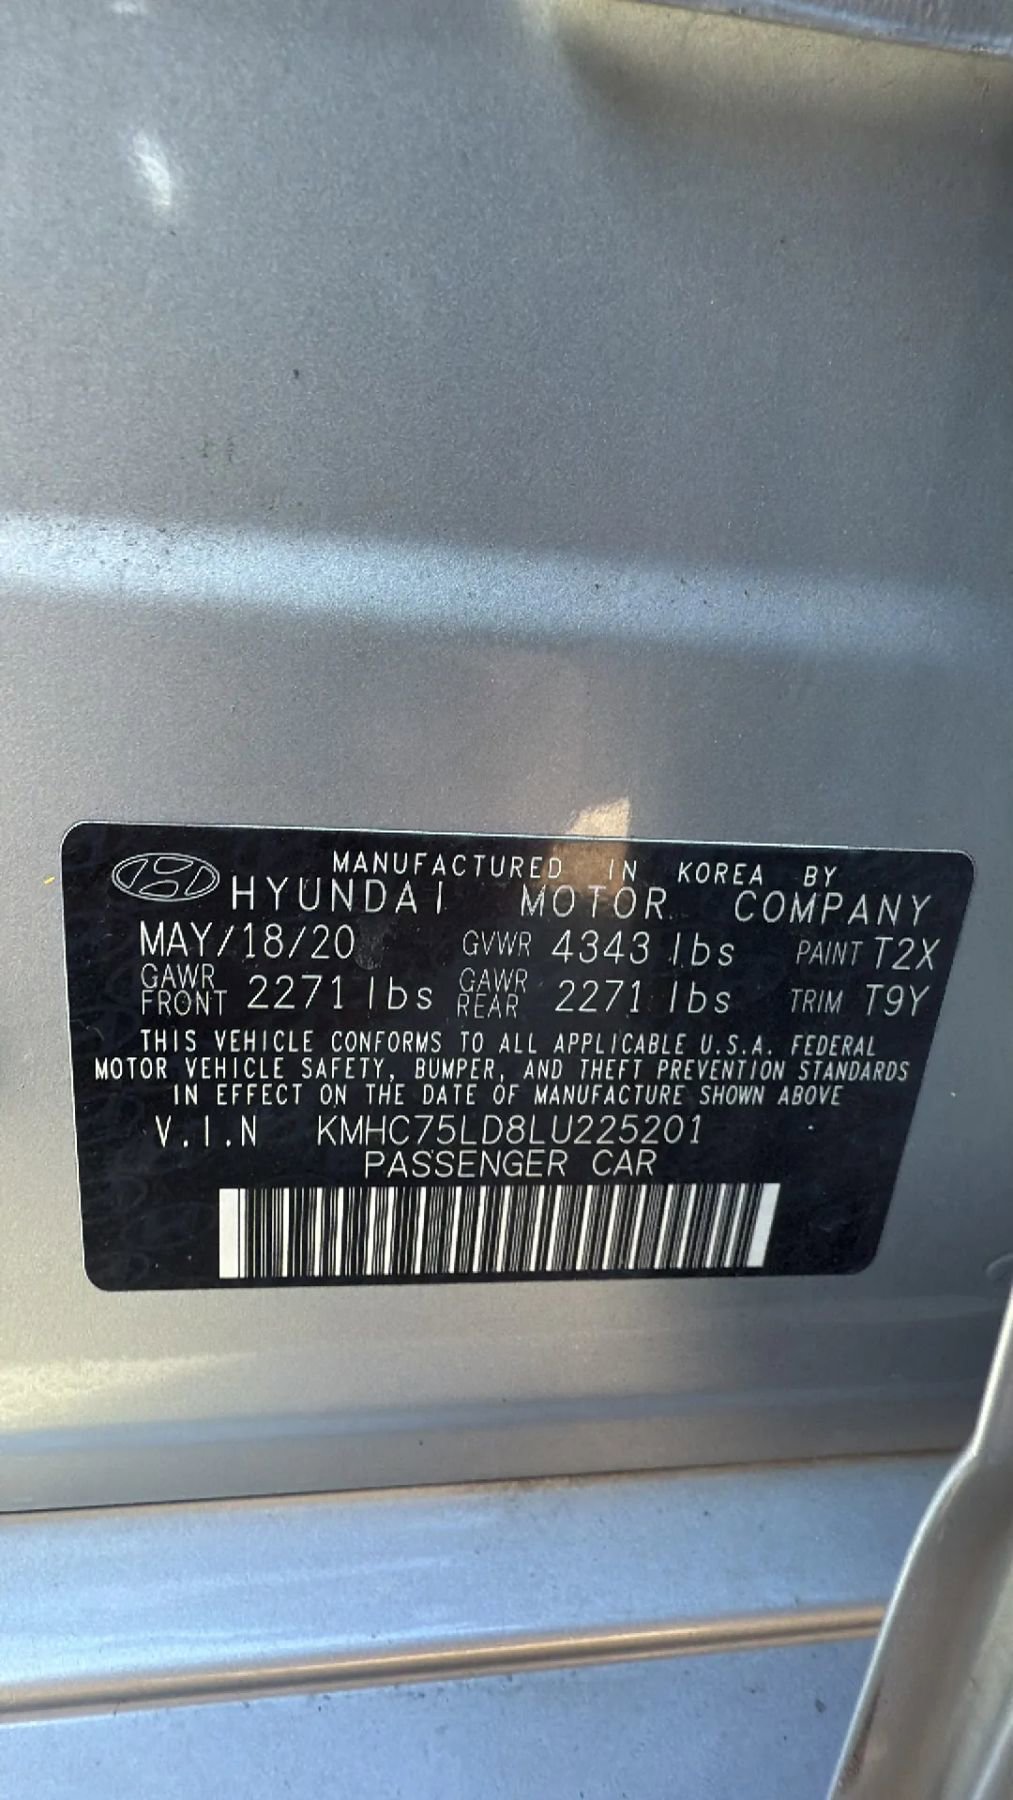 MANUFACTURED IN KOREA BY
HYUNDAI MOTOR COMPANY
MAY/18/20 GVWR 4343 lbs PAINT T2X
GAWR FRONT 2271 lbs GAWR REAR 2271 lbs TRIM T9Y
THIS VEHICLE CONFORMS TO ALL APPLICABLE U.S.A. FEDERAL
MOTOR VEHICLE SAFETY, BUMPER, AND THEFT PREVENTION STANDARDS
IN EFFECT ON THE DATE OF MANUFACTURE SHOWN ABOVE
V.I.N KMHC75LD8LU225201
PASSENGER CAR